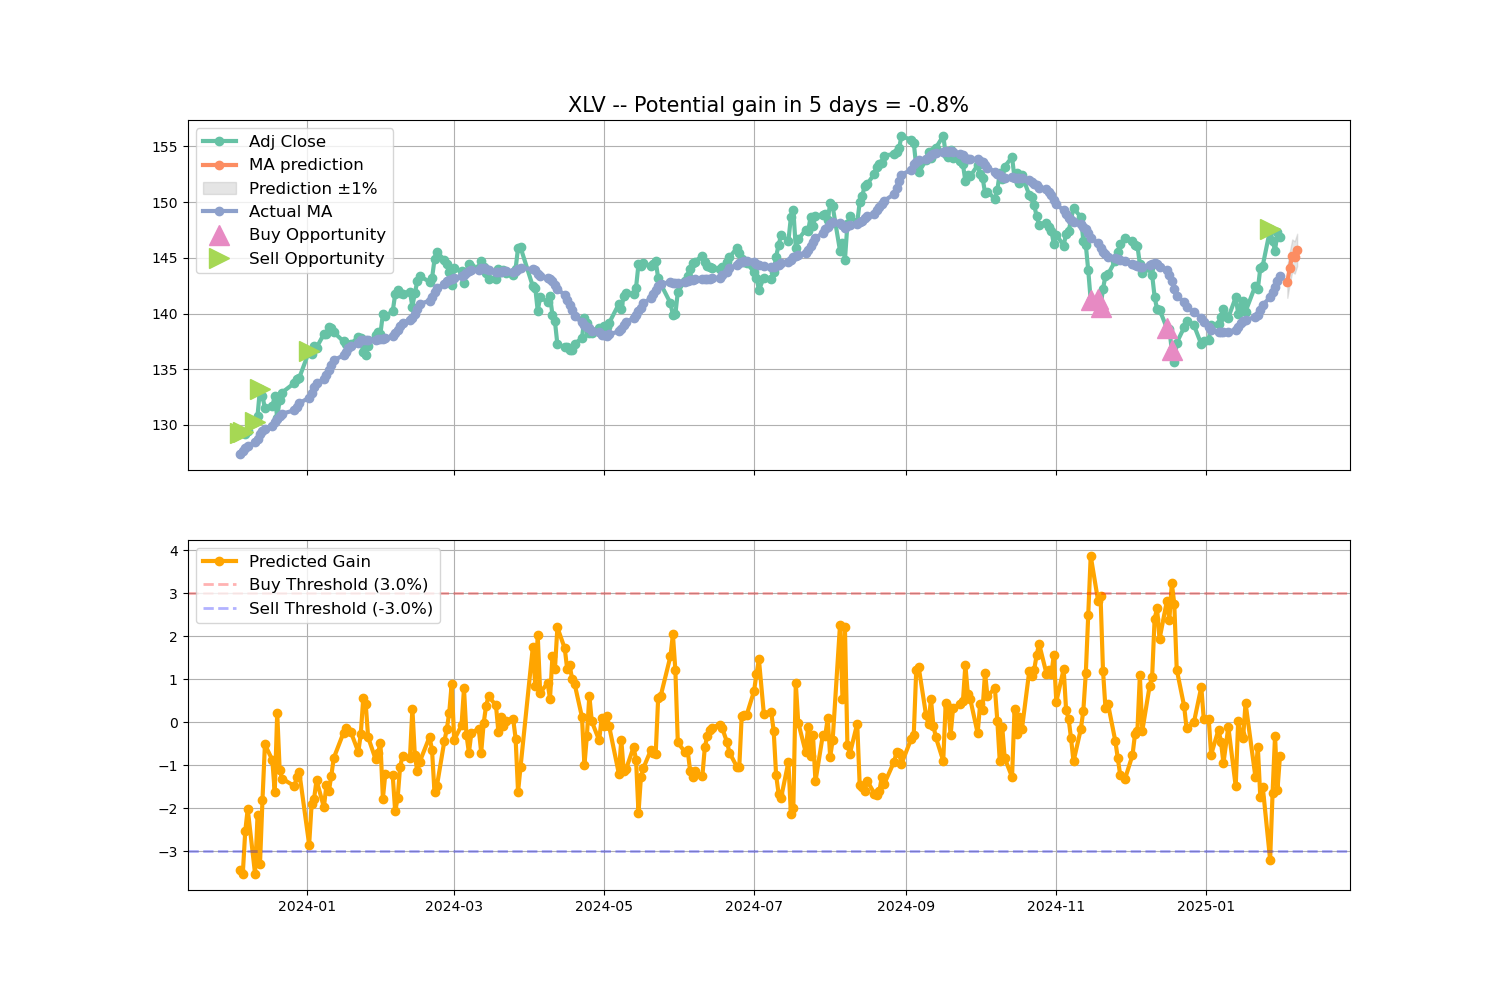 XLV -- Potential gain in 5 days = -0.8%
155
150
145
140
135
130
Adj Close
MA prediction
Prediction ±1%
Actual MA
Buy Opportunity
Sell Opportunity
4
3
2
1
0
−1
−2
−3
Predicted Gain
Buy Threshold (3.0%)
Sell Threshold (-3.0%)
2024-01 2024-03 2024-05 2024-07 2024-09 2024-11 2025-01